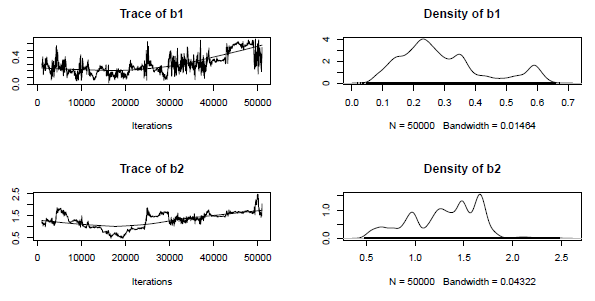 Trace of b1
0.0 0.4
0 10000 20000 30000 40000 50000
Iterations
Density of b1
0 2 4
0.0 0.1 0.2 0.3 0.4 0.5 0.6 0.7
N = 50000 Bandwidth = 0.01464
Trace of b2
0.5 1.5 2.5
0 10000 20000 30000 40000 50000
Iterations
Density of b2
0.0 1.0
0.5 1.0 1.5 2.0 2.5
N = 50000 Bandwidth = 0.04322